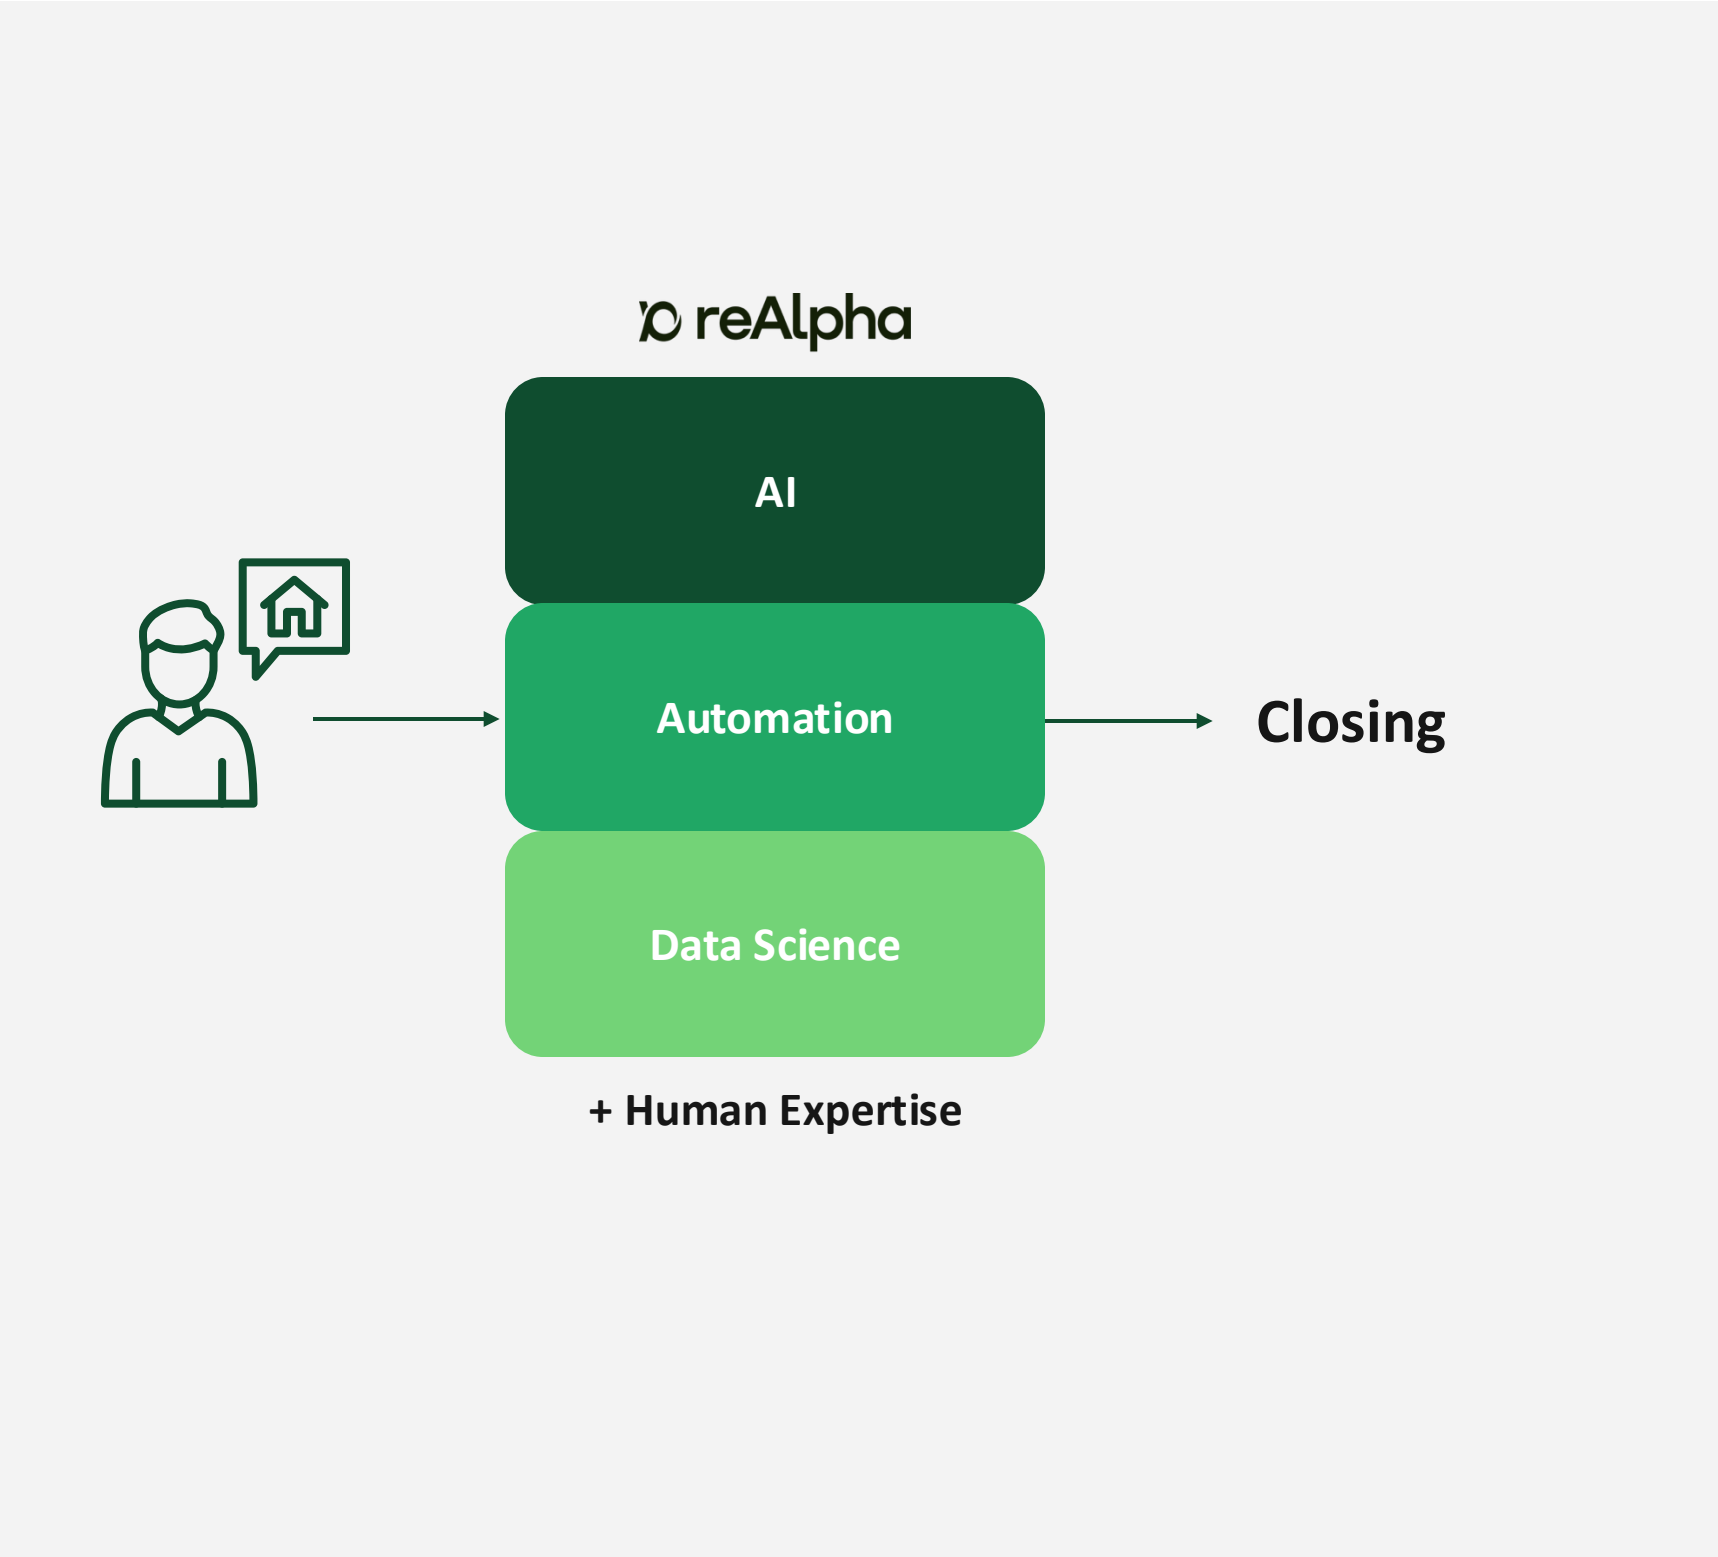 reAlpha
AI
Automation
Closing
Data Science
+ Human Expertise